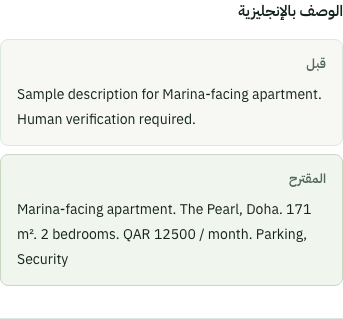 الوصف بالإنجليزية
قبل
Sample description for Marina-facing apartment.
Human verification required.
المقترح
Marina-facing apartment. The Pearl, Doha. 171
m². 2 bedrooms. QAR 12500 / month. Parking,
Security